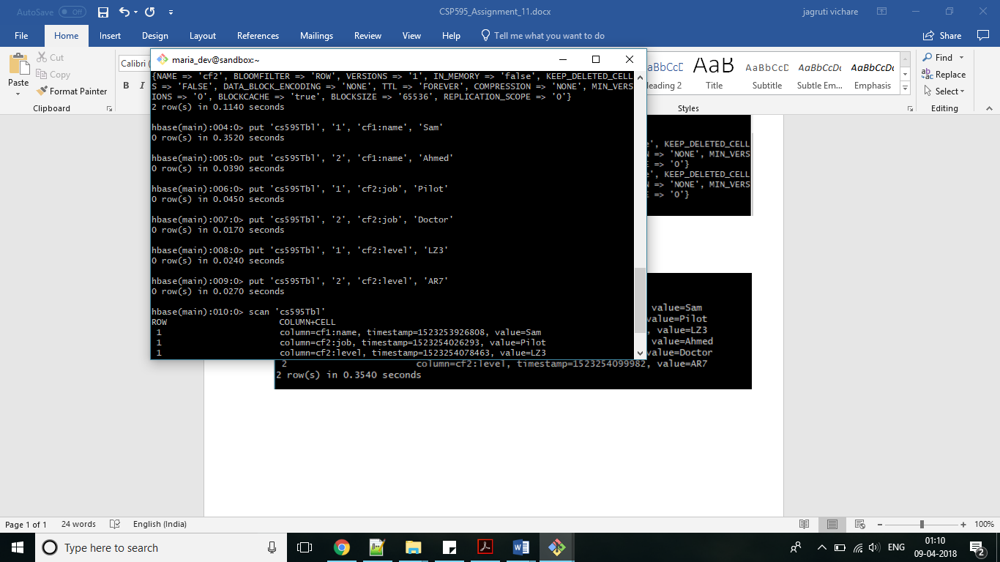 AutoSave Off
CSP595_Assignment_11.docx
jagruti vichare
File Home Insert Design Layout References Mailings Review View Help Tell me what you want to do Share
Paste
Cut
Copy
Format Painter
Clipboard
Calibri (
B I
eading 2
AaB
Title
AaBbCcD
Subtitle
AaBbCcDc
Subtle Em...
AaBbCcDc
Emphasis
Styles
Find
Replace
Select
Editing
maria_dev@sandbox:~
{NAME => 'cf2', BLOOMFILTER => 'ROW', VERSIONS => '1', IN_MEMORY => 'false', KEEP_DELETED_CELL
S => 'FALSE', DATA_BLOCK_ENCODING => 'NONE', TTL => 'FOREVER', COMPRESSION => 'NONE', MIN_VERS
IONS => '0', BLOCKCACHE => 'true', BLOCKSIZE => '65536', REPLICATION_SCOPE => '0'}
2 row(s) in 0.1140 seconds
hbase(main):004:0> put 'cs595Tbl', '1', 'cf1:name', 'Sam'
0 row(s) in 0.3520 seconds
hbase(main):005:0> put 'cs595Tbl', '2', 'cf1:name', 'Ahmed'
0 row(s) in 0.0390 seconds
hbase(main):006:0> put 'cs595Tbl', '1', 'cf2:job', 'Pilot'
0 row(s) in 0.0450 seconds
hbase(main):007:0> put 'cs595Tbl', '2', 'cf2:job', 'Doctor'
0 row(s) in 0.0170 seconds
hbase(main):008:0> put 'cs595Tbl', '1', 'cf2:level', 'LZ3'
0 row(s) in 0.0240 seconds
hbase(main):009:0> put 'cs595Tbl', '2', 'cf2:level', 'AR7'
0 row(s) in 0.0270 seconds
hbase(main):010:0> scan 'cs595Tbl'
ROW COLUMN+CELL
1 column=cf1:name, timestamp=1523253926808, value=Sam
1 column=cf2:job, timestamp=1523254026293, value=Pilot
1 column=cf2:level, timestamp=1523254078463, value=LZ3
e', KEEP_DELETED_CELL
N => 'NONE', MIN_VERS
E => '0'}
e', KEEP_DELETED_CELL
N => 'NONE', MIN_VERS
E => '0'}
value=Sam
value=Pilot
, value=LZ3
value=Ahmed
value=Doctor
2 column=cf2:level, timestamp=1523254099982, value=AR7
2 row(s) in 0.3540 seconds
Page 1 of 1 24 words English (India) 100%
Type here to search
ENG
01:10
09-04-2018
2